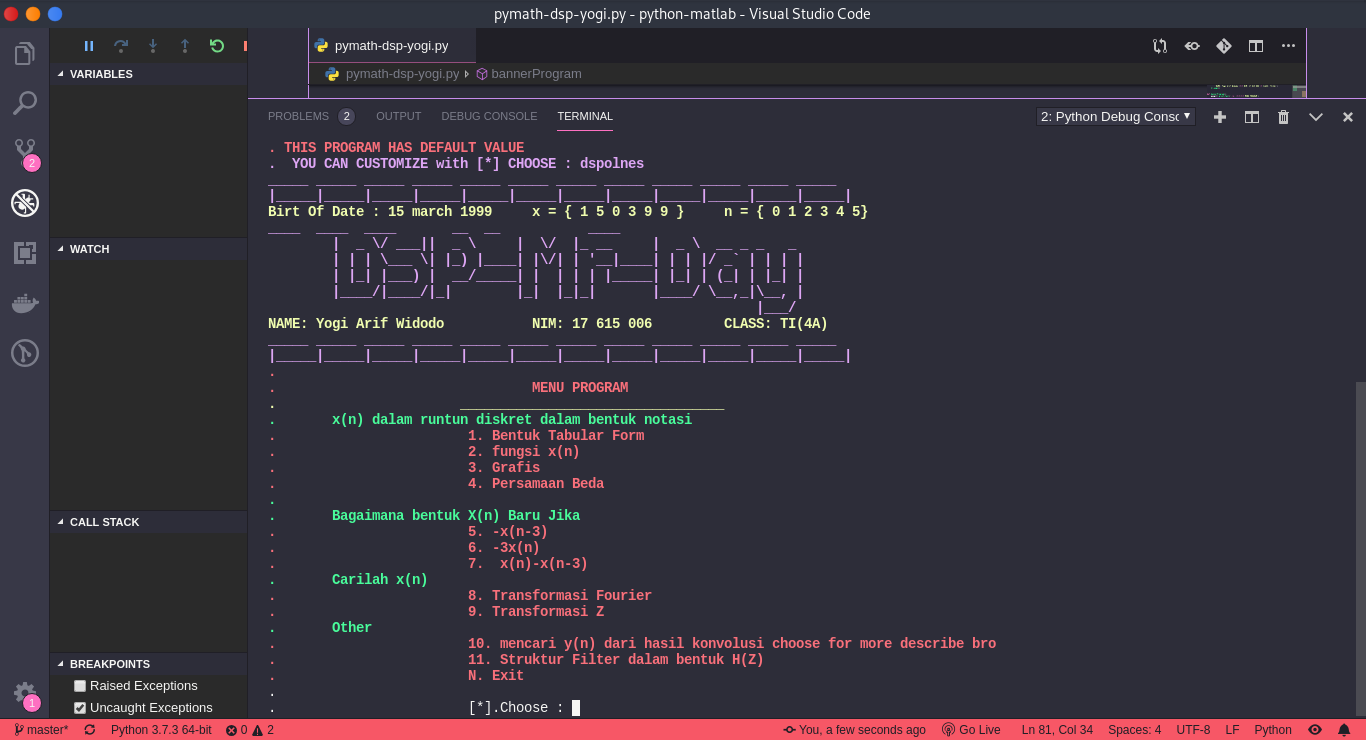 pymath-dsp-yogi.py - python-matlab - Visual Studio Code
pymath-dsp-yogi.py
VARIABLES
pymath-dsp-yogi.py bannerProgram
PROBLEMS 2 OUTPUT DEBUG CONSOLE TERMINAL 2: Python Debug Consc
. THIS PROGRAM HAS DEFAULT VALUE
. YOU CAN CUSTOMIZE with [*] CHOOSE : dspolnes
Birt Of Date : 15 march 1999 x = { 1 5 0 3 9 9 } n = { 0 1 2 3 4 5}
WATCH
DSP-Mr-Day
NAME: Yogi Arif Widodo NIM: 17 615 006 CLASS: TI(4A)
.
. MENU PROGRAM
.
. x(n) dalam runtun diskret dalam bentuk notasi
. 1. Bentuk Tabular Form
. 2. fungsi x(n)
. 3. Grafis
. 4. Persamaan Beda
.
. Bagaimana bentuk X(n) Baru Jika
CALL STACK
. 5. -x(n-3)
. 6. -3x(n)
. 7. x(n)-x(n-3)
. Carilah x(n)
. 8. Transformasi Fourier
. 9. Transformasi Z
. Other
. 10. mencari y(n) dari hasil konvolusi choose for more describe bro
. 11. Struktur Filter dalam bentuk H(Z)
BREAKPOINTS
. N. Exit
Raised Exceptions
.
Uncaught Exceptions
. [*].Choose :
2
1
master* Python 3.7.3 64-bit 0 2 You, a few seconds ago Go Live Ln 81, Col 34 Spaces: 4 UTF-8 LF Python